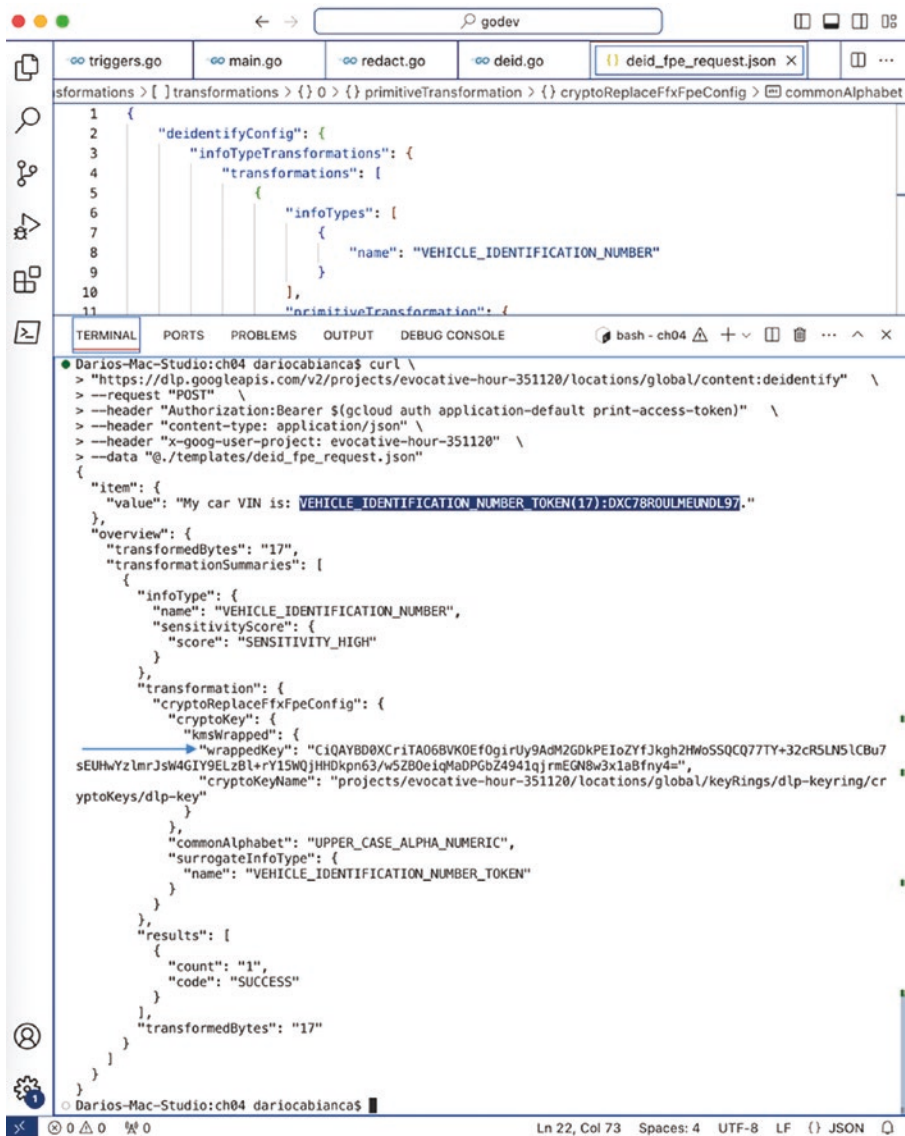 godev
triggers.go main.go redact.go deid.go {} deid_fpe_request.json ×
sformations > [ ] transformations > {} 0 > {} primitiveTransformation > {} cryptoReplaceFfxFpeConfig > commonAlphabet
1 {
2 "deidentifyConfig": {
3 "infoTypeTransformations": {
4 "transformations": [
5 {
6 "infoTypes": [
7 {
8 "name": "VEHICLE_IDENTIFICATION_NUMBER"
9 }
10 ],
11 "primitiveTransformation": {
TERMINAL PORTS PROBLEMS OUTPUT DEBUG CONSOLE bash - ch04
Darios-Mac-Studio:ch04 dariocabianca$ curl \
> "https://dlp.googleapis.com/v2/projects/evocative-hour-351120/locations/global/content:deidentify" \
> --request "POST" \
> --header "Authorization:Bearer $(gcloud auth application-default print-access-token)" \
> --header "content-type: application/json" \
> --header "x-goog-user-project: evocative-hour-351120" \
> --data "@./templates/deid_fpe_request.json"
{
"item": {
"value": "My car VIN is: VEHICLE_IDENTIFICATION_NUMBER_TOKEN(17):DXC78ROULMEUNDL97."
},
"overview": {
"transformedBytes": "17",
"transformationSummaries": [
{
"infoType": {
"name": "VEHICLE_IDENTIFICATION_NUMBER",
"sensitivityScore": {
"score": "SENSITIVITY_HIGH"
}
},
"transformation": {
"cryptoReplaceFfxFpeConfig": {
"cryptoKey": {
"kmsWrapped": {
"wrappedKey": "CiQAYBD0XCriTAO6BVKOEfOgirUy9AdM2GDkPEIoZYfJkgh2HWoSSQCQ77TY+32cR5LN5lCBu7
sEUHwYzlmrJsW4GIY9ELzBl+rY15WQjHHDkpn63/w5ZBOeiqMaDPGbZ4941qjrmEGN8w3x1aBfny4=",
"cryptoKeyName": "projects/evocative-hour-351120/locations/global/keyRings/dlp-keyring/cr
yptoKeys/dlp-key"
}
},
"commonAlphabet": "UPPER_CASE_ALPHA_NUMERIC",
"surrogateInfoType": {
"name": "VEHICLE_IDENTIFICATION_NUMBER_TOKEN"
}
}
},
"results": [
{
"count": "1",
"code": "SUCCESS"
}
],
"transformedBytes": "17"
}
]
}
}
Darios-Mac-Studio:ch04 dariocabianca$
1
0 0 0 Ln 22, Col 73 Spaces: 4 UTF-8 LF {} JSON